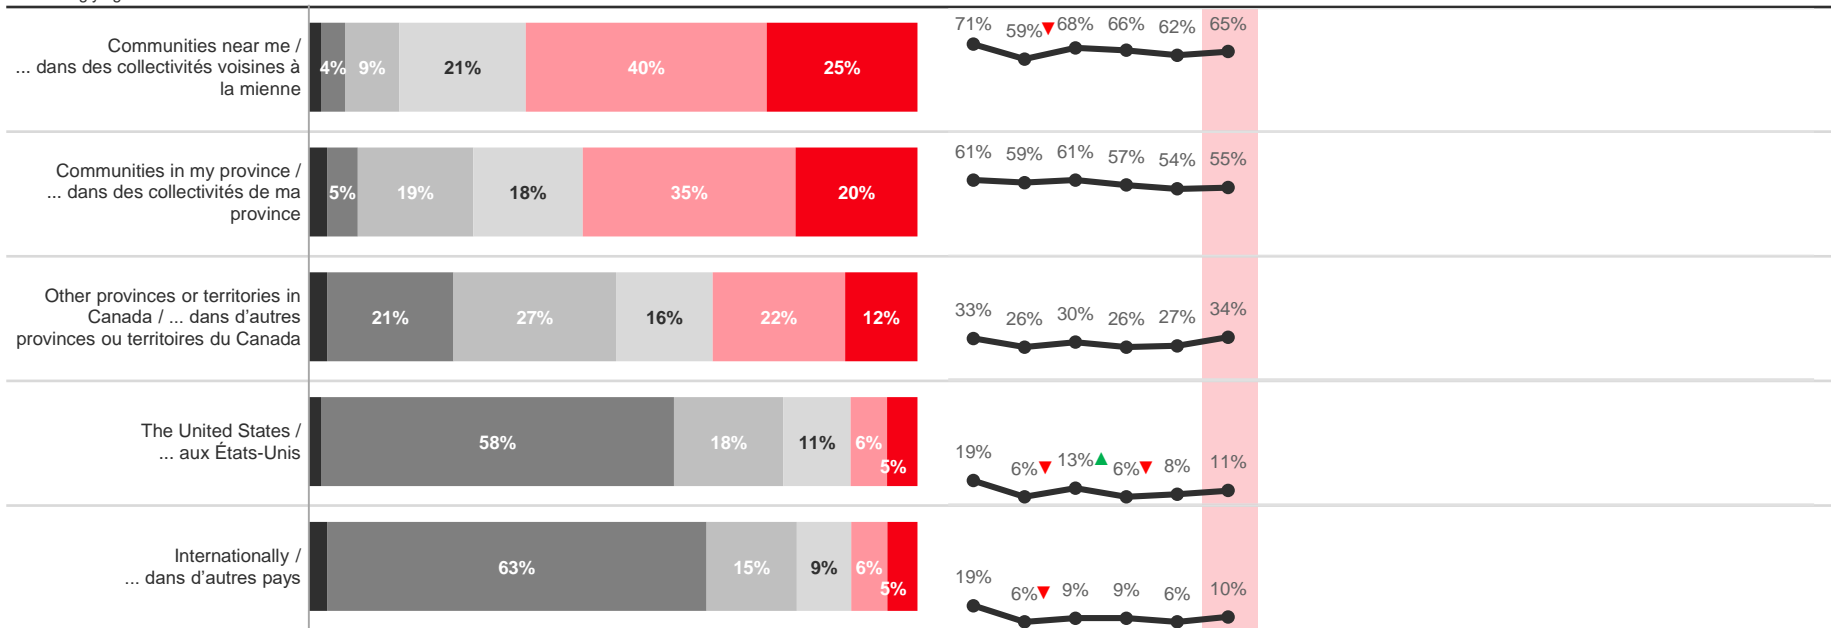 Communities near me /
... dans des collectivités voisines à
la mienne
4% 9% 21% 40% 25%
71% 59%▼ 68% 66% 62% 65%
Communities in my province /
... dans des collectivités de ma
province
5% 19% 18% 35% 20%
61% 59% 61% 57% 54% 55%
Other provinces or territories in
Canada / ... dans d’autres
provinces ou territoires du Canada
21% 27% 16% 22% 12%
33% 26% 30% 26% 27% 34%
The United States /
... aux États-Unis
58% 18% 11% 6% 5%
19% 6%▼ 13%▲ 6%▼ 8% 11%
Internationally /
... dans d’autres pays
63% 15% 9% 6% 5%
19% 6%▼ 9% 9% 6% 10%